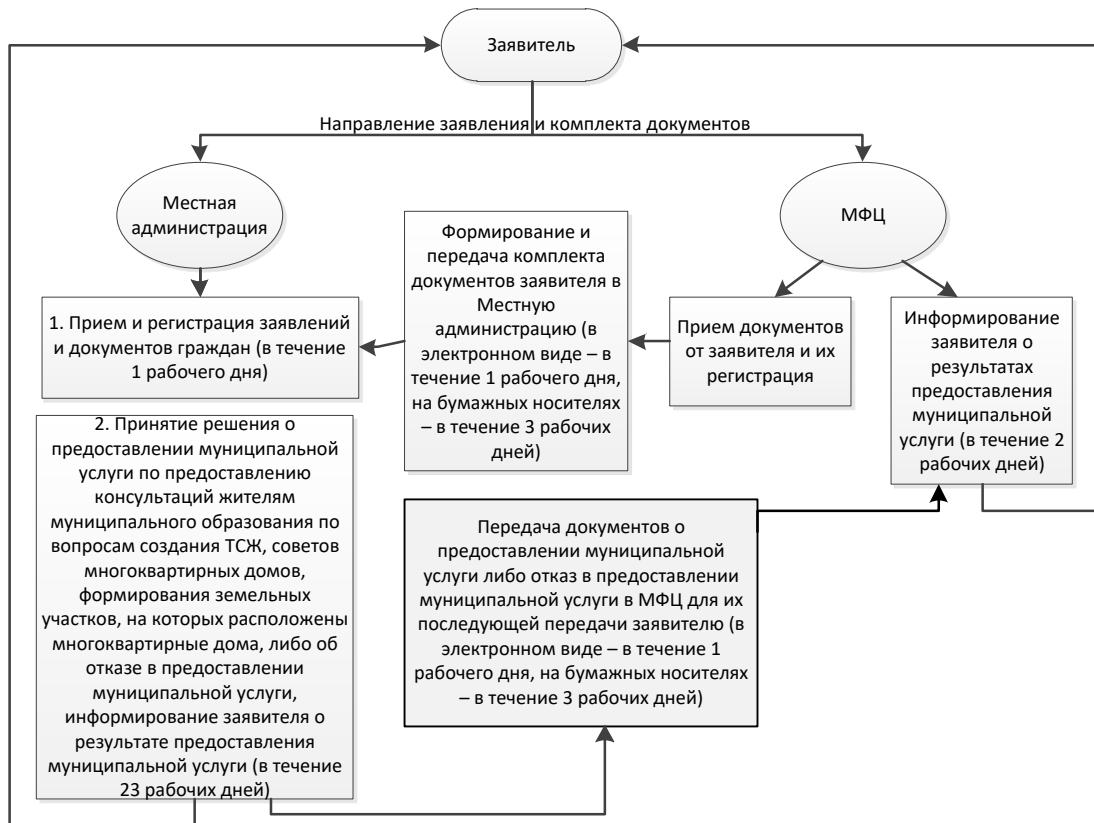 Заявитель
Направление заявления и комплекта документов
Местная
администрация
МФЦ
Формирование и
передача комплекта
документов заявителя в
Местную
администрацию (в
электронном виде – в
течение 1 рабочего дня,
на бумажных носителях
– в течение 3 рабочих
дней)
1. Прием и регистрация заявлений
и документов граждан (в течение
1 рабочего дня)
Прием документов
от заявителя и их
регистрация
Информирование
заявителя о
результатах
предоставления
муниципальной
услуги (в течение 2
рабочих дней)
2. Принятие решения о
предоставлении муниципальной
услуги по предоставлению
консультаций жителям
муниципального образования по
вопросам создания ТСЖ, советов
многоквартирных домов,
формирования земельных
участков, на которых расположены
многоквартирные дома, либо об
отказе в предоставлении
муниципальной услуги,
информирование заявителя о
результате предоставления
муниципальной услуги (в течение
23 рабочих дней)
Передача документов о
предоставлении муниципальной
услуги либо отказ в предоставлении
муниципальной услуги в МФЦ для их
последующей передачи заявителю (в
электронном виде – в течение 1
рабочего дня, на бумажных носителях
– в течение 3 рабочих дней)